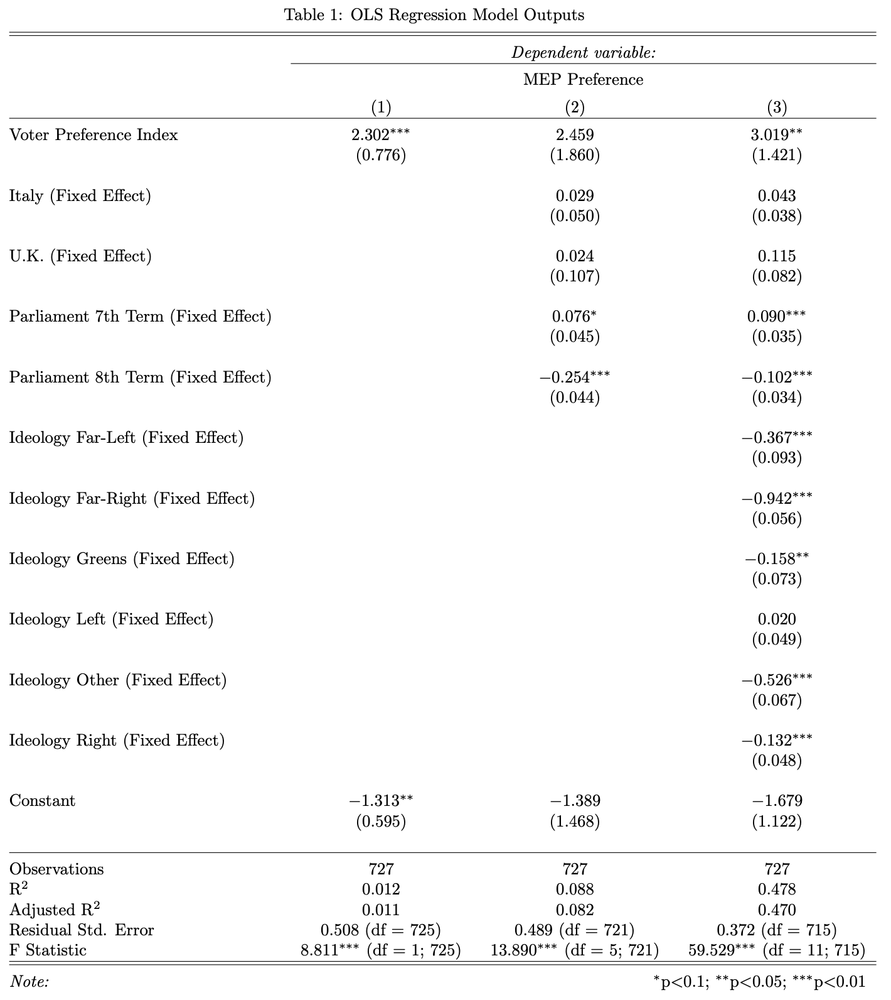 Table 1: OLS Regression Model Outputs
Dependent variable:
MEP Preference
(1) (2) (3)
Voter Preference Index 2.302*** 2.459 3.019**
(0.776) (1.860) (1.421)
Italy (Fixed Effect) 0.029 0.043
(0.050) (0.038)
U.K. (Fixed Effect) 0.024 0.115
(0.107) (0.082)
Parliament 7th Term (Fixed Effect) 0.076* 0.090***
(0.045) (0.035)
Parliament 8th Term (Fixed Effect) −0.254*** −0.102***
(0.044) (0.034)
Ideology Far-Left (Fixed Effect) −0.367***
(0.093)
Ideology Far-Right (Fixed Effect) −0.942***
(0.056)
Ideology Greens (Fixed Effect) −0.158**
(0.073)
Ideology Left (Fixed Effect) 0.020
(0.049)
Ideology Other (Fixed Effect) −0.526***
(0.067)
Ideology Right (Fixed Effect) −0.132***
(0.048)
Constant −1.313** −1.389 −1.679
(0.595) (1.468) (1.122)
Observations 727 727 727
R² 0.012 0.088 0.478
Adjusted R² 0.011 0.082 0.470
Residual Std. Error 0.508 (df = 725) 0.489 (df = 721) 0.372 (df = 715)
F Statistic 8.811*** (df = 1; 725) 13.890*** (df = 5; 721) 59.529*** (df = 11; 715)
Note: *p<0.1; **p<0.05; ***p<0.01